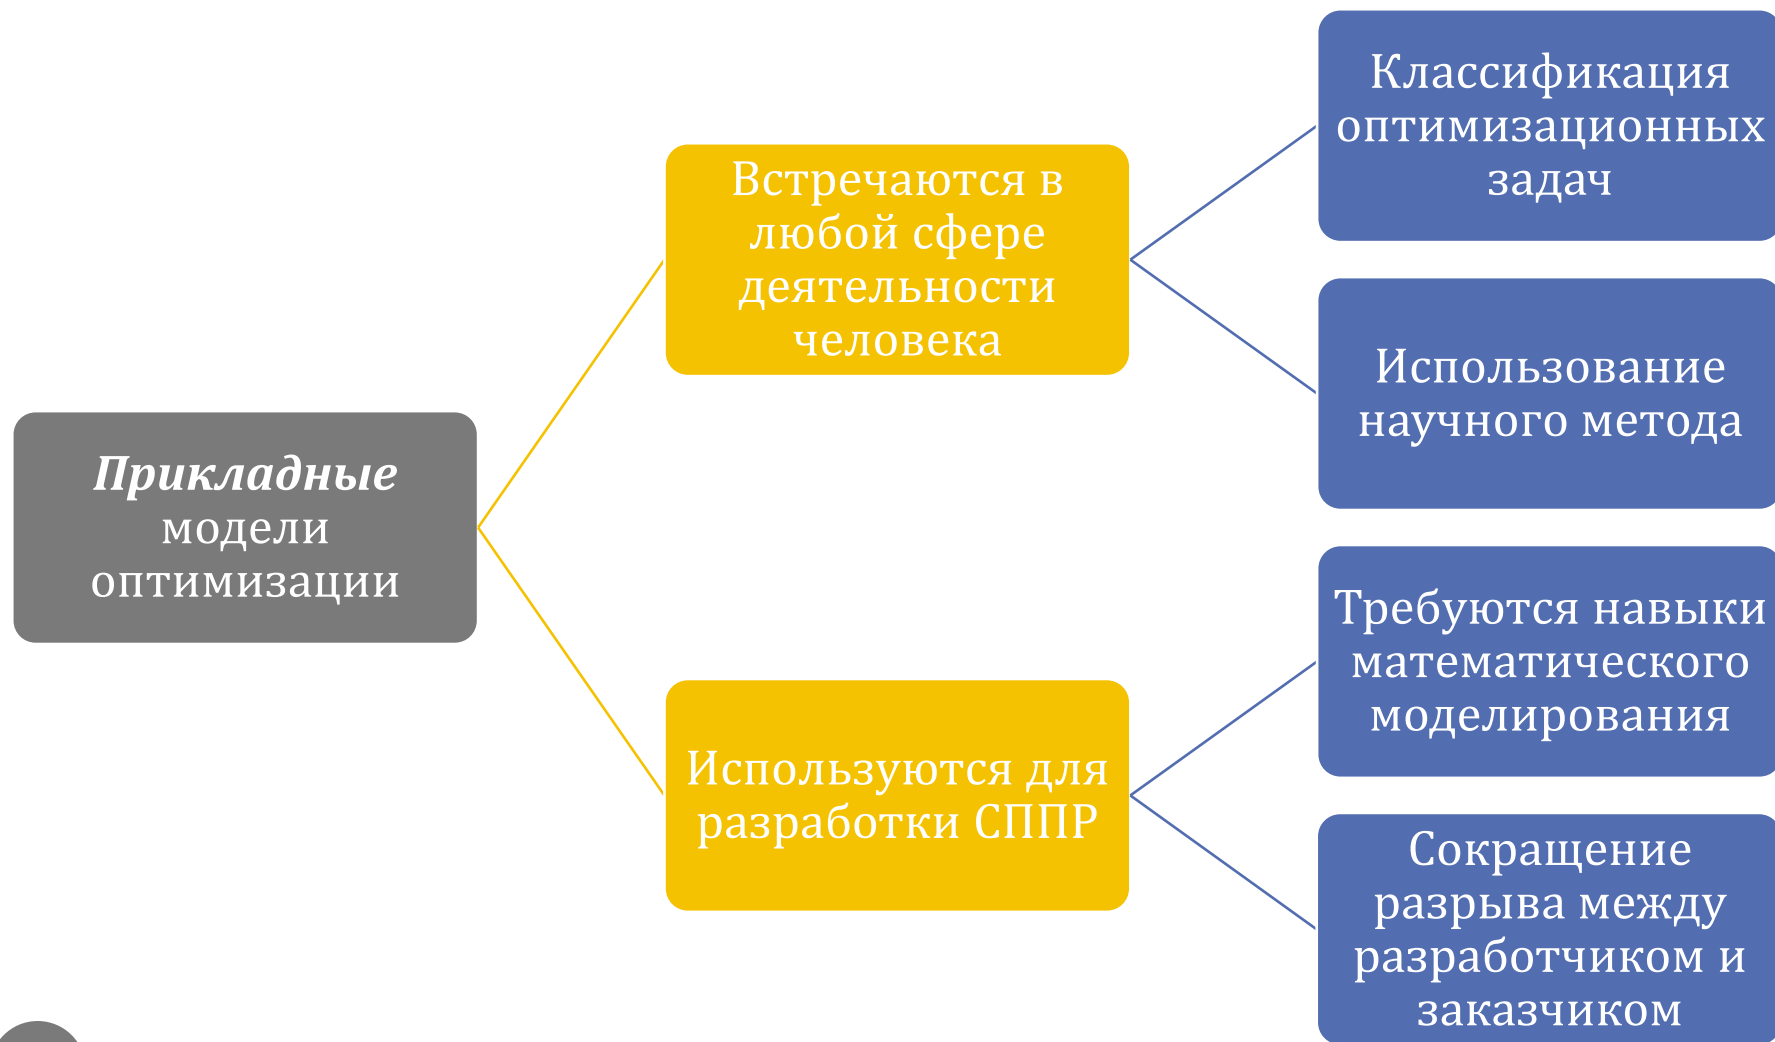 Прикладные
модели
оптимизации
Встречаются в
любой сфере
деятельности
человека
Классификация
оптимизационных
задач
Использование
научного метода
Используются для
разработки СППР
Требуются навыки
математического
моделирования
Сокращение
разрыва между
разработчиком и
заказчиком